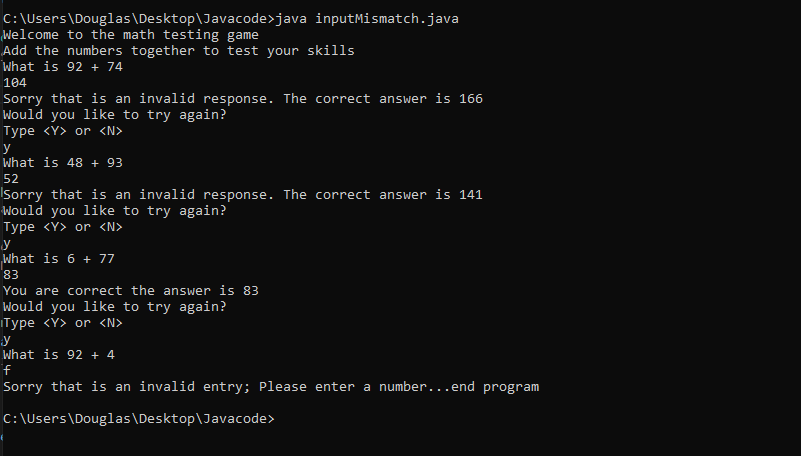 C:\Users\Douglas\Desktop\Javacode>java inputMismatch.java
Welcome to the math testing game
Add the numbers together to test your skills
What is 92 + 74
104
Sorry that is an invalid response. The correct answer is 166
Would you like to try again?
Type <Y> or <N>
y
What is 48 + 93
52
Sorry that is an invalid response. The correct answer is 141
Would you like to try again?
Type <Y> or <N>
y
What is 6 + 77
83
You are correct the answer is 83
Would you like to try again?
Type <Y> or <N>
y
What is 92 + 4
f
Sorry that is an invalid entry; Please enter a number...end program
C:\Users\Douglas\Desktop\Javacode>